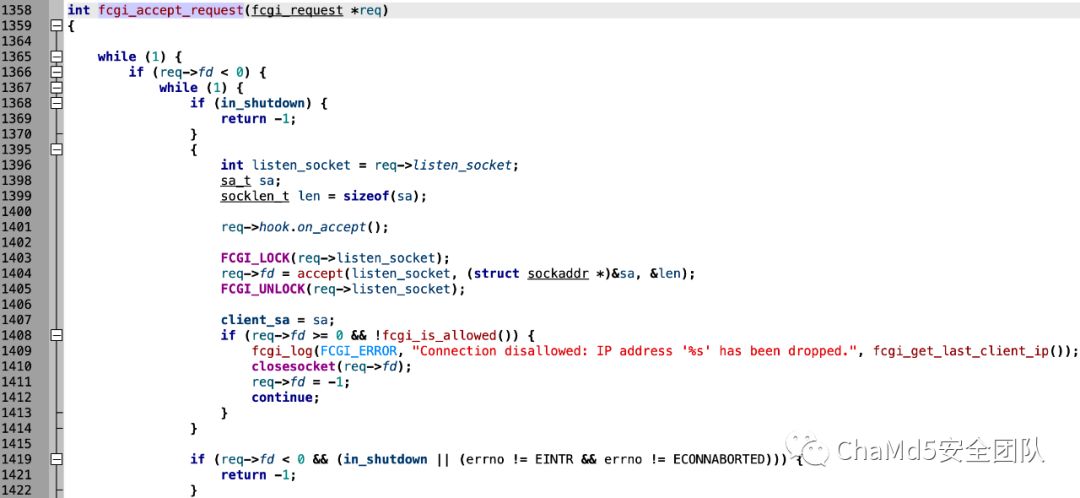 1358 int fcgi_accept_request(fcgi_request *req)
1359 {
1364
1365     while (1) {
1366         if (req->fd < 0) {
1367             while (1) {
1368                 if (in_shutdown) {
1369                     return -1;
1370                 }
1395                 {
1396                     int listen_socket = req->listen_socket;
1398                     sa_t sa;
1399                     socklen_t len = sizeof(sa);
1400
1401                     req->hook.on_accept();
1402
1403                     FCGI_LOCK(req->listen_socket);
1404                     req->fd = accept(listen_socket, (struct sockaddr *)&sa, &len);
1405                     FCGI_UNLOCK(req->listen_socket);
1406
1407                     client_sa = sa;
1408                     if (req->fd >= 0 && !fcgi_is_allowed()) {
1409                         fcgi_log(FCGI_ERROR, "Connection disallowed: IP address '%s' has been dropped.", fcgi_get_last_client_ip());
1410                         closesocket(req->fd);
1411                         req->fd = -1;
1412                         continue;
1413                     }
1414                 }
1415
1419                 if (req->fd < 0 && (in_shutdown || (errno != EINTR && errno != ECONNABORTED))) {
1421                     return -1;
1422                 }
ChaMd5安全团队